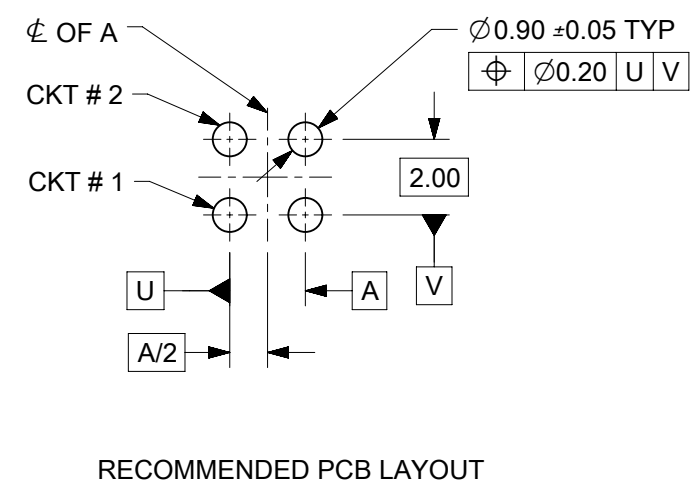 ℄ OF A
∅0.90 ±0.05 TYP
⌖ ∅0.20 U V
CKT # 2
CKT # 1
2.00
U
A
V
A/2
RECOMMENDED PCB LAYOUT